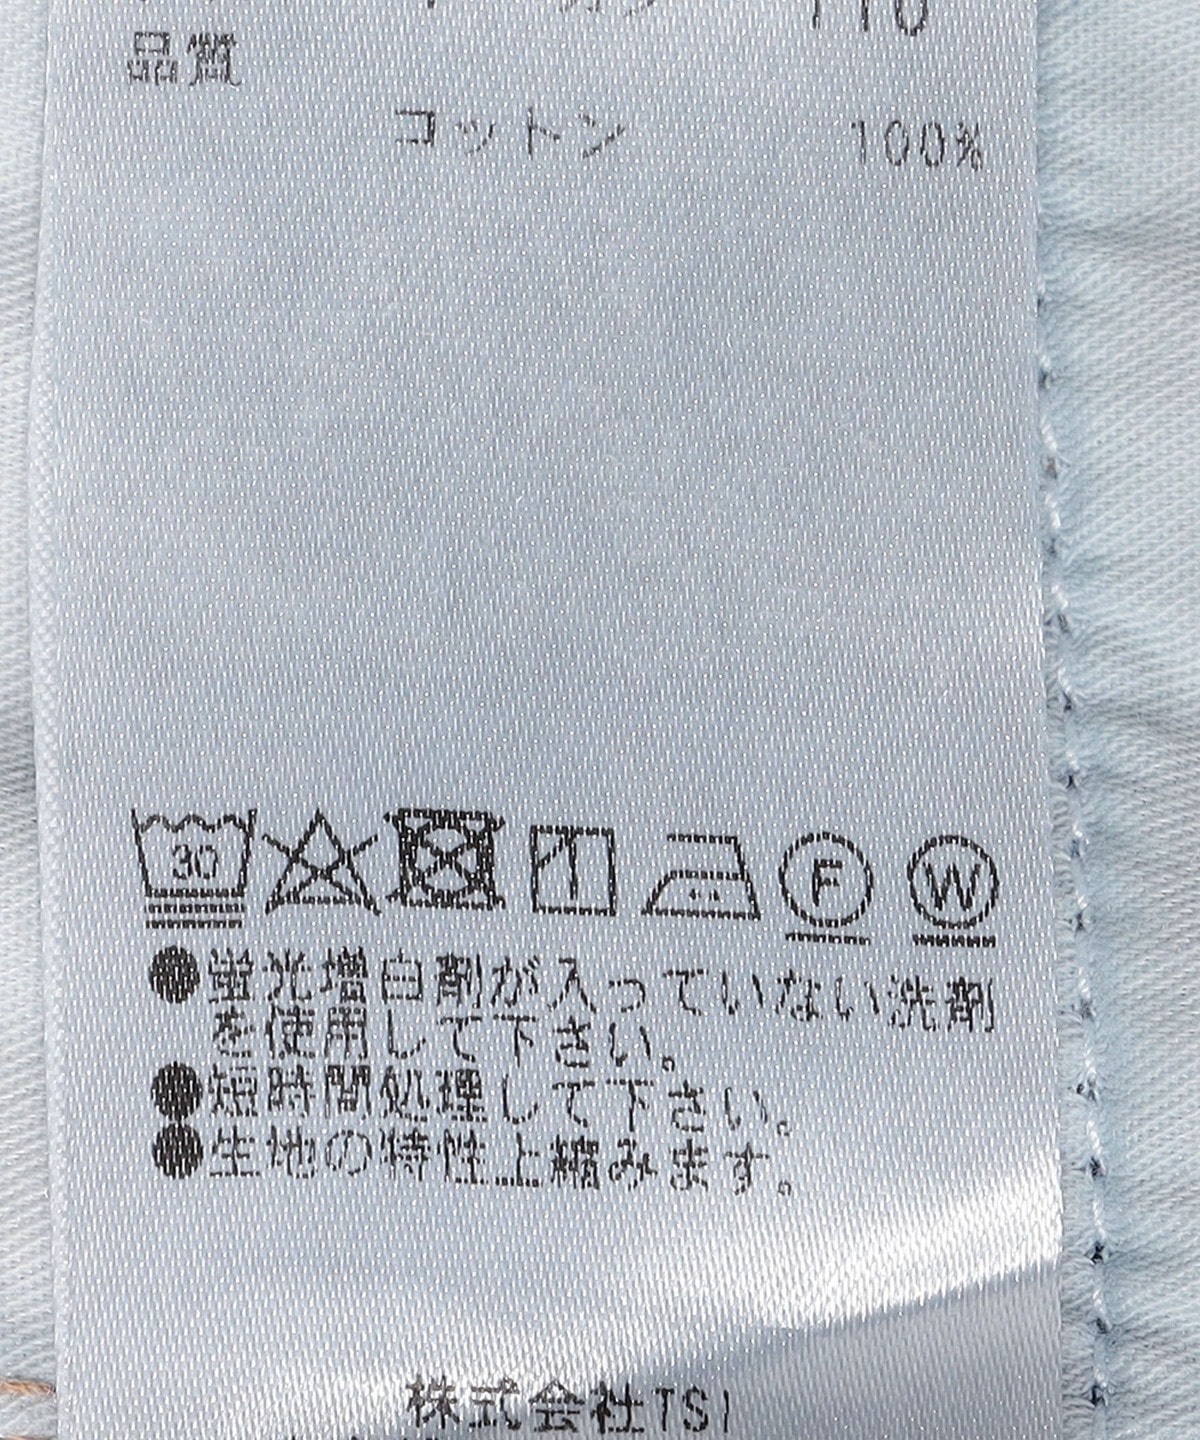 品質
コットン 100%
30
F W
●蛍光増白剤が入っていない洗剤
を使用して下さい。
●短時間処理して下さい。
●生地の特性上縮みます。
株式会社TSI